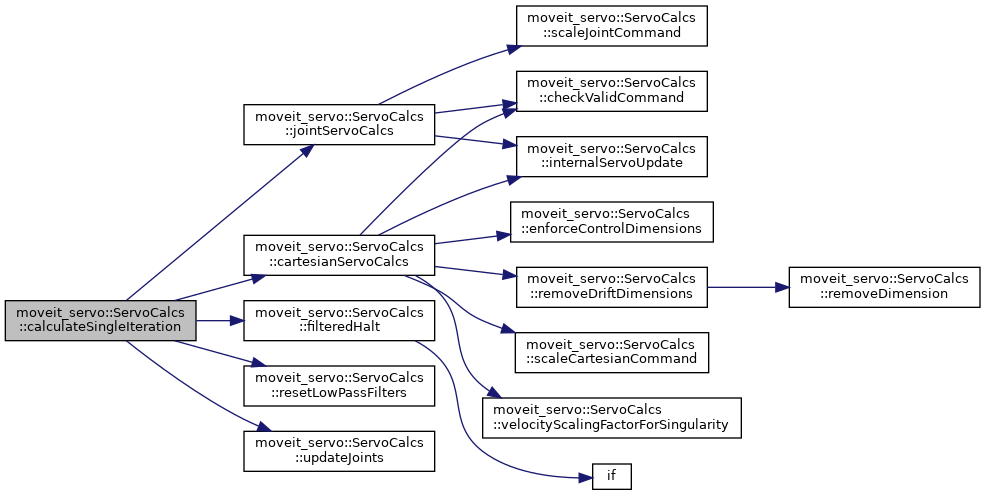 moveit_servo::ServoCalcs
::calculateSingleIteration
moveit_servo::ServoCalcs
::jointServoCalcs
moveit_servo::ServoCalcs
::cartesianServoCalcs
moveit_servo::ServoCalcs
::filteredHalt
moveit_servo::ServoCalcs
::resetLowPassFilters
moveit_servo::ServoCalcs
::updateJoints
moveit_servo::ServoCalcs
::scaleJointCommand
moveit_servo::ServoCalcs
::checkValidCommand
moveit_servo::ServoCalcs
::internalServoUpdate
moveit_servo::ServoCalcs
::enforceControlDimensions
moveit_servo::ServoCalcs
::removeDriftDimensions
moveit_servo::ServoCalcs
::scaleCartesianCommand
moveit_servo::ServoCalcs
::velocityScalingFactorForSingularity
if
moveit_servo::ServoCalcs
::removeDimension